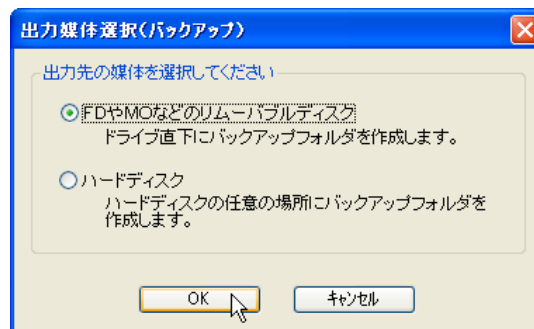 出力媒体選択(バックアップ)
出力先の媒体を選択してください
FDやMOなどのリムーバブルディスク
ドライブ直下にバックアップフォルダを作成します。
ハードディスク
ハードディスクの任意の場所にバックアップフォルダを
作成します。
OK
キャンセル